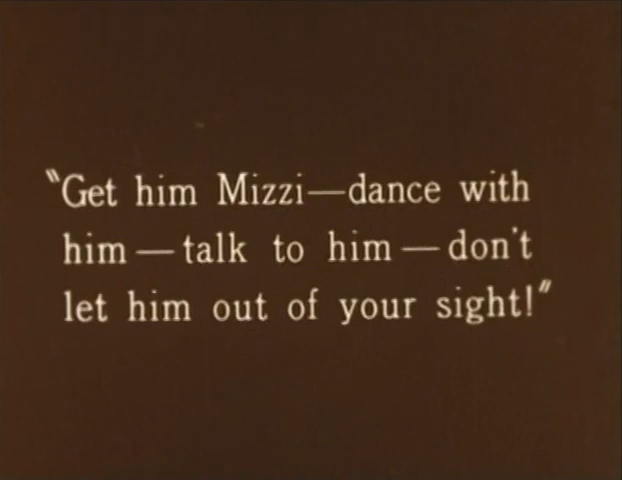 "Get him Mizzi—dance with
him—talk to him—don't
let him out of your sight!"